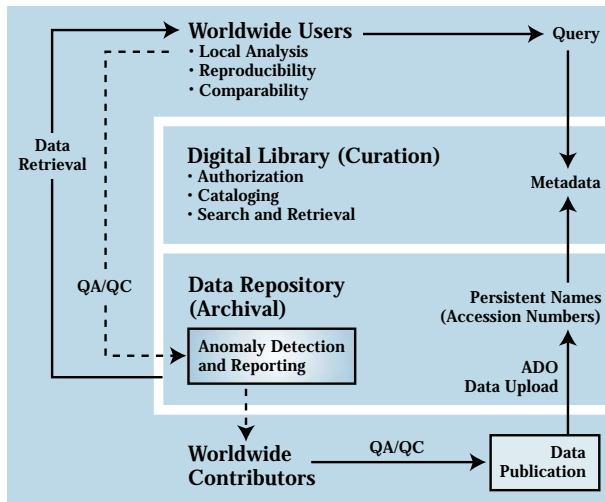 Worldwide Users
• Local Analysis
• Reproducibility
• Comparability
Query
Data
Retrieval
Digital Library (Curation)
• Authorization
• Cataloging
• Search and Retrieval
Metadata
QA/QC
Data Repository
(Archival)
Anomaly Detection
and Reporting
Persistent Names
(Accession Numbers)
ADO
Data Upload
Worldwide
Contributors
QA/QC
Data
Publication